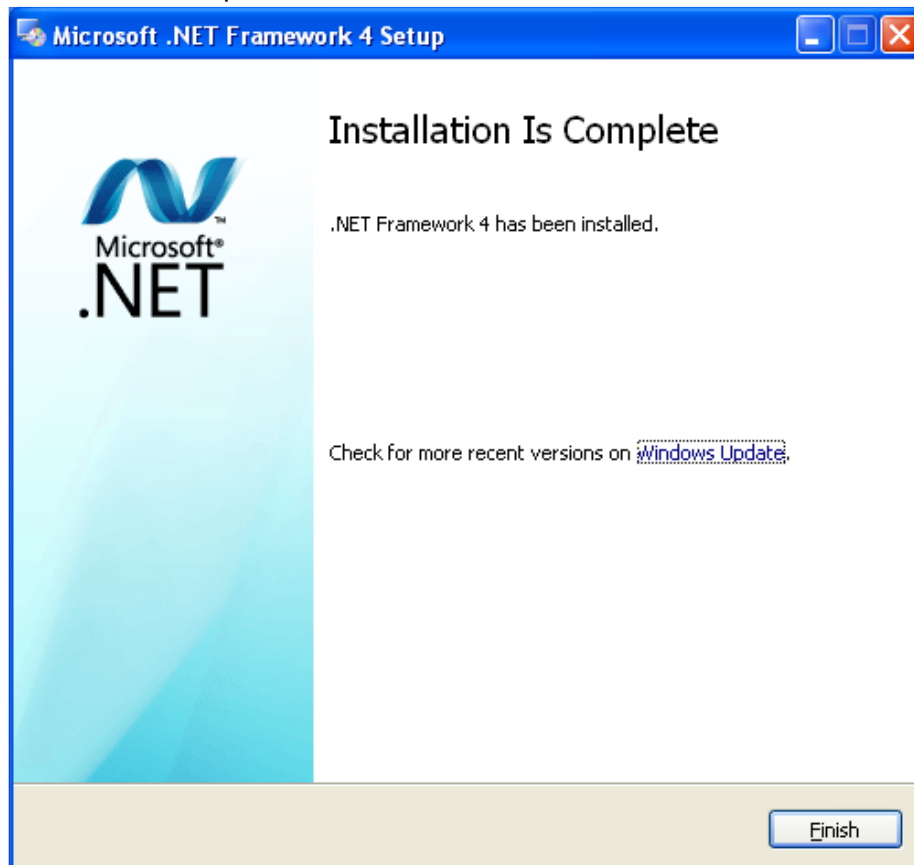 Microsoft .NET Framework 4 Setup
Installation Is Complete
.NET Framework 4 has been installed.
Microsoft®
.NET
™
Check for more recent versions on Windows Update.
Finish